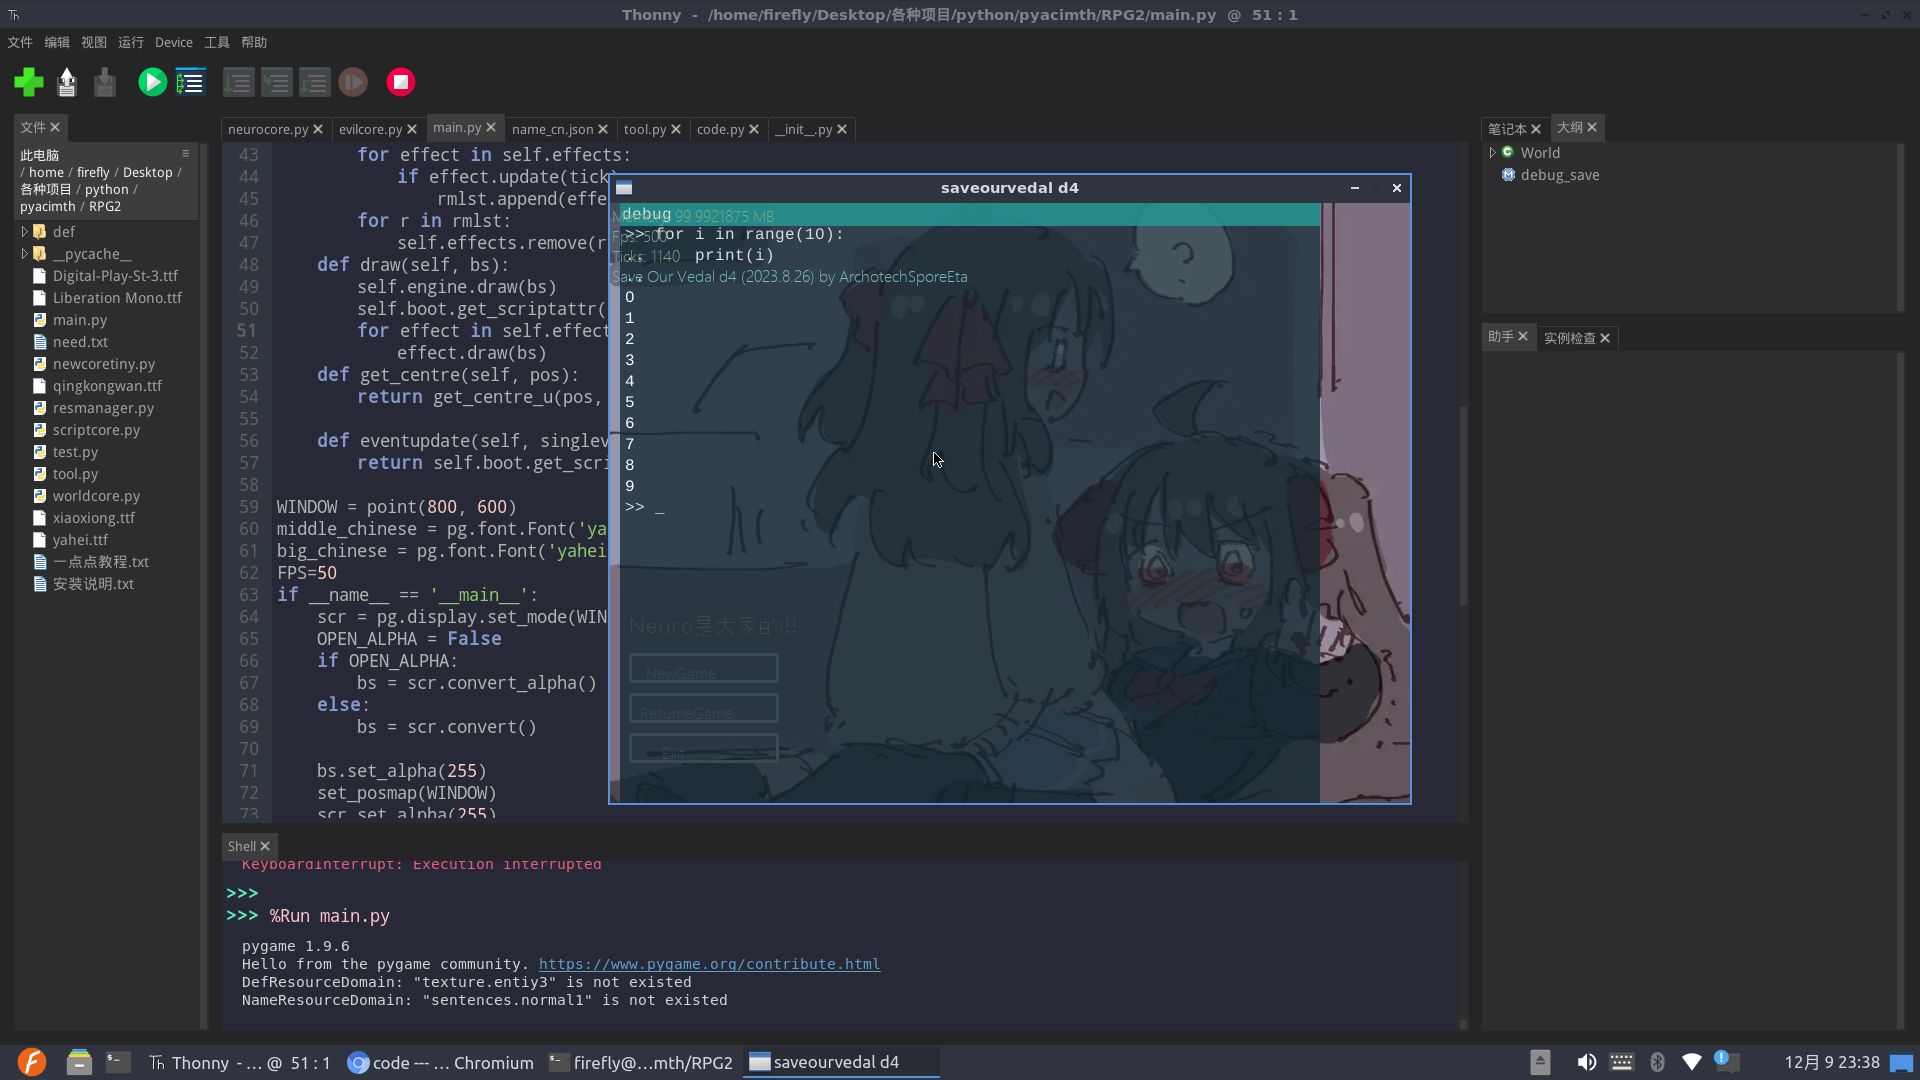 Thonny - /home/firefly/Desktop/各种项目/python/pyacimth/RPG2/main.py @ 51 : 1
文件 编辑 视图 运行 Device 工具 帮助
文件
此电脑
/ home / firefly / Desktop /
各种项目 / python /
pyacimth / RPG2
def
__pycache__
Digital-Play-St-3.ttf
Liberation Mono.ttf
main.py
need.txt
newcoretiny.py
qingkongwan.ttf
resmanager.py
scriptcore.py
test.py
tool.py
worldcore.py
xiaoxiong.ttf
yahei.ttf
一点点教程.txt
安装说明.txt
neurocore.py evilcore.py main.py name_cn.json tool.py code.py __init__.py
43 for effect in self.effects:
44 if effect.update(tick)
45 rmlst.append(effe
46 for r in rmlst:
47 self.effects.remove(r
48 def draw(self, bs):
49 self.engine.draw(bs)
50 self.boot.get_scriptattr(
51 for effect in self.effect
52 effect.draw(bs)
53 def get_centre(self, pos):
54 return get_centre_u(pos,
55
56 def eventupdate(self, singlev
57 return self.boot.get_scri
58
59 WINDOW = point(800, 600)
60 middle_chinese = pg.font.Font('ya
61 big_chinese = pg.font.Font('yahei
62 FPS=50
63 if __name__ == '__main__':
64 scr = pg.display.set_mode(WIN
65 OPEN_ALPHA = False
66 if OPEN_ALPHA:
67 bs = scr.convert_alpha()
68 else:
69 bs = scr.convert()
70
71 bs.set_alpha(255)
72 set_posmap(WINDOW)
73 scr.set_alpha(255)
saveourvedal d4
debug
99.9921875 MB
>> for i in range(10):
Ticks: 1140
print(i)
Save Our Vedal d4 (2023.8.26) by ArchotechSporeEta
0
1
2
3
4
5
6
7
8
9
>> _
Neuro是大家的!!
NewGame
ResumeGame
Exit
Shell
KeyboardInterrupt: Execution interrupted
>>>
>>> %Run main.py
pygame 1.9.6
Hello from the pygame community. https://www.pygame.org/contribute.html
DefResourceDomain: "texture.entiy3" is not existed
NameResourceDomain: "sentences.normal1" is not existed
笔记本 大纲
World
debug_save
助手 实例检查
Thonny - … @ 51 : 1
code --- … Chromium
firefly@…mth/RPG2
saveourvedal d4
12月 9 23:38